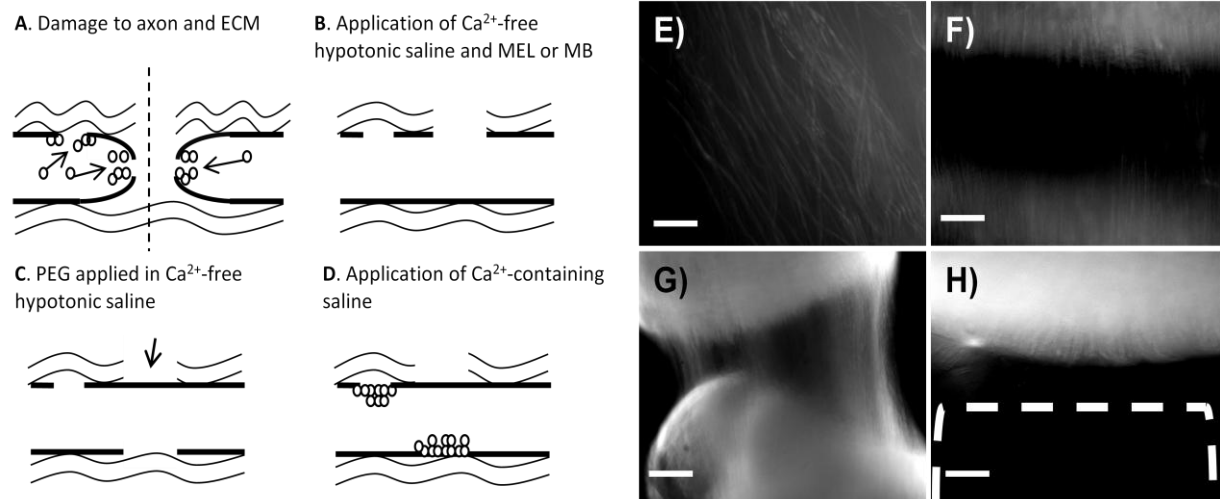 A. Damage to axon and ECM
B. Application of Ca²⁺-free
hypotonic saline and MEL or MB
C. PEG applied in Ca²⁺-free
hypotonic saline
D. Application of Ca²⁺-containing
saline
E)
F)
G)
H)